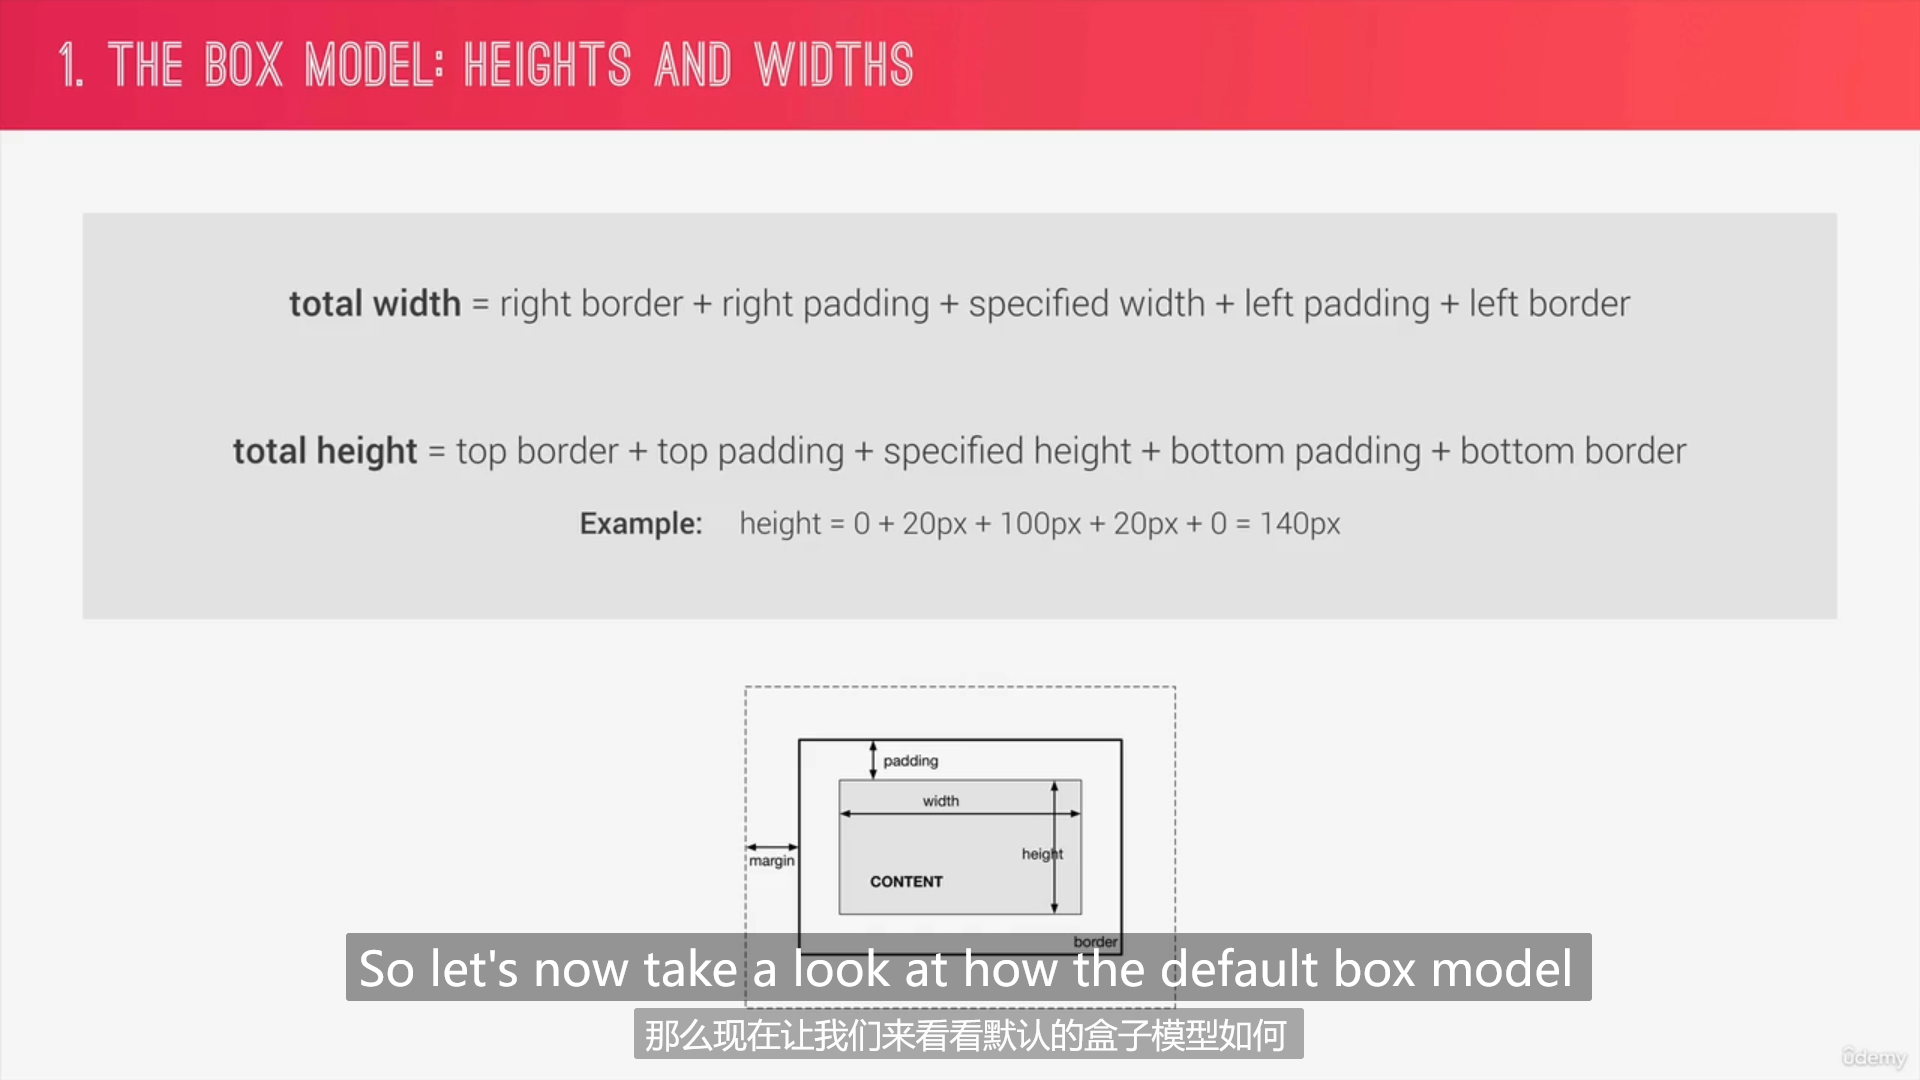 1. THE BOX MODEL: HEIGHTS AND WIDTHS
total width = right border + right padding + specified width + left padding + left border
total height = top border + top padding + specified height + bottom padding + bottom border
Example: height = 0 + 20px + 100px + 20px + 0 = 140px
padding
width
height
margin
CONTENT
border
So let's now take a look at how the default box model
那么现在让我们来看看默认的盒子模型如何
ûdemy